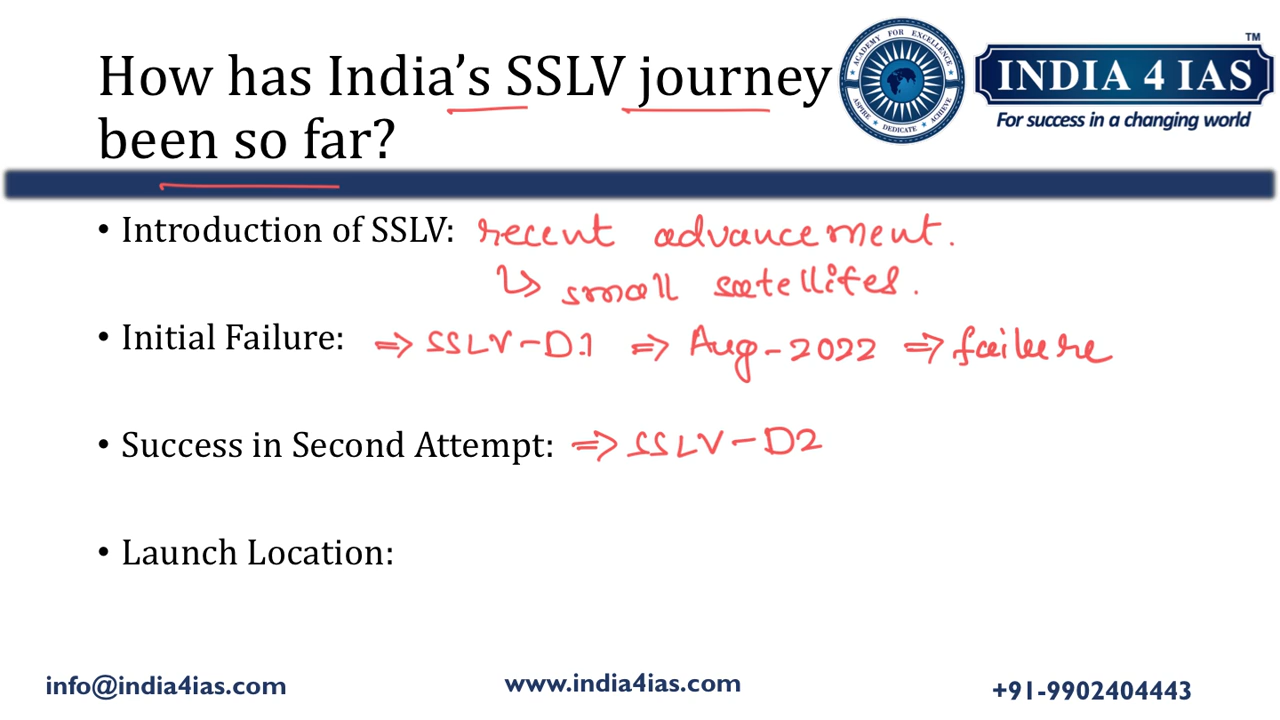 How has India's SSLV journey
been so far?
ACADEMY FOR EXCELLENCE
ASPIRE ★ DEDICATE ★ ACHIEVE
INDIA 4 IAS
TM
For success in a changing world
• Introduction of SSLV: recent advancement.
↳ small satellites.
• Initial Failure: ⇒ SSLV-D1 ⇒ Aug-2022 ⇒ failure
• Success in Second Attempt: ⇒ SSLV-D2
• Launch Location:
info@india4ias.com
www.india4ias.com
+91-9902404443